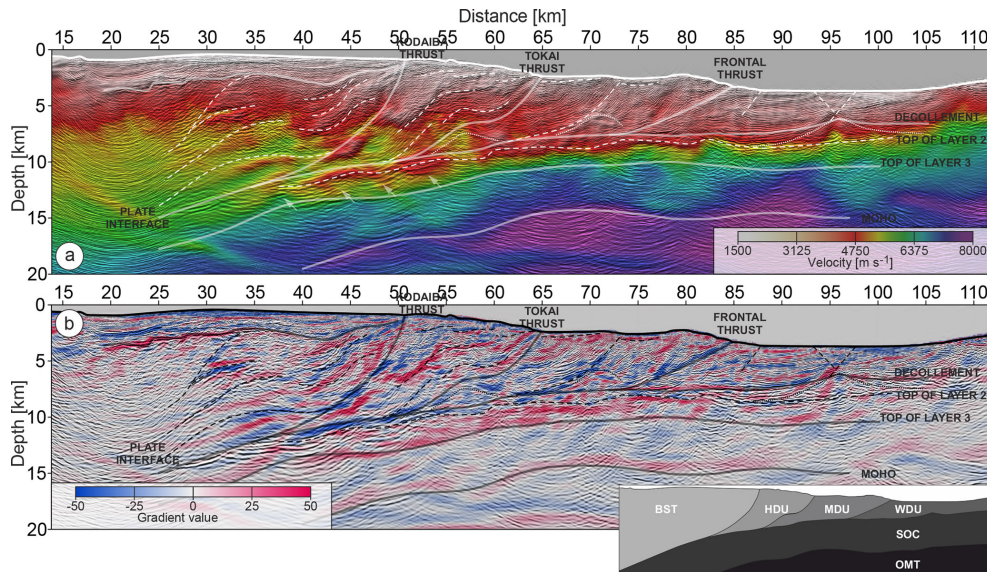 Distance [km]
15 20 25 30 35 40 45 50 55 60 65 70 75 80 85 90 95 100 105 110
KODAIBA
THRUST
TOKAI
THRUST
FRONTAL
THRUST
0
5
10
15
20
Depth [km]
DECOLLEMENT
TOP OF LAYER 2
TOP OF LAYER 3
PLATE
INTERFACE
MOHO
a
1500 3125 4750 6375 8000
Velocity [m s⁻¹]
15 20 25 30 35 40 45 50 55 60 65 70 75 80 85 90 95 100 105 110
b
KODAIBA
THRUST
TOKAI
THRUST
FRONTAL
THRUST
0
5
10
15
20
Depth [km]
DECOLLEMENT
TOP OF LAYER 2
TOP OF LAYER 3
PLATE
INTERFACE
MOHO
-50 -25 0 25 50
Gradient value
BST HDU MDU WDU
SOC
OMT